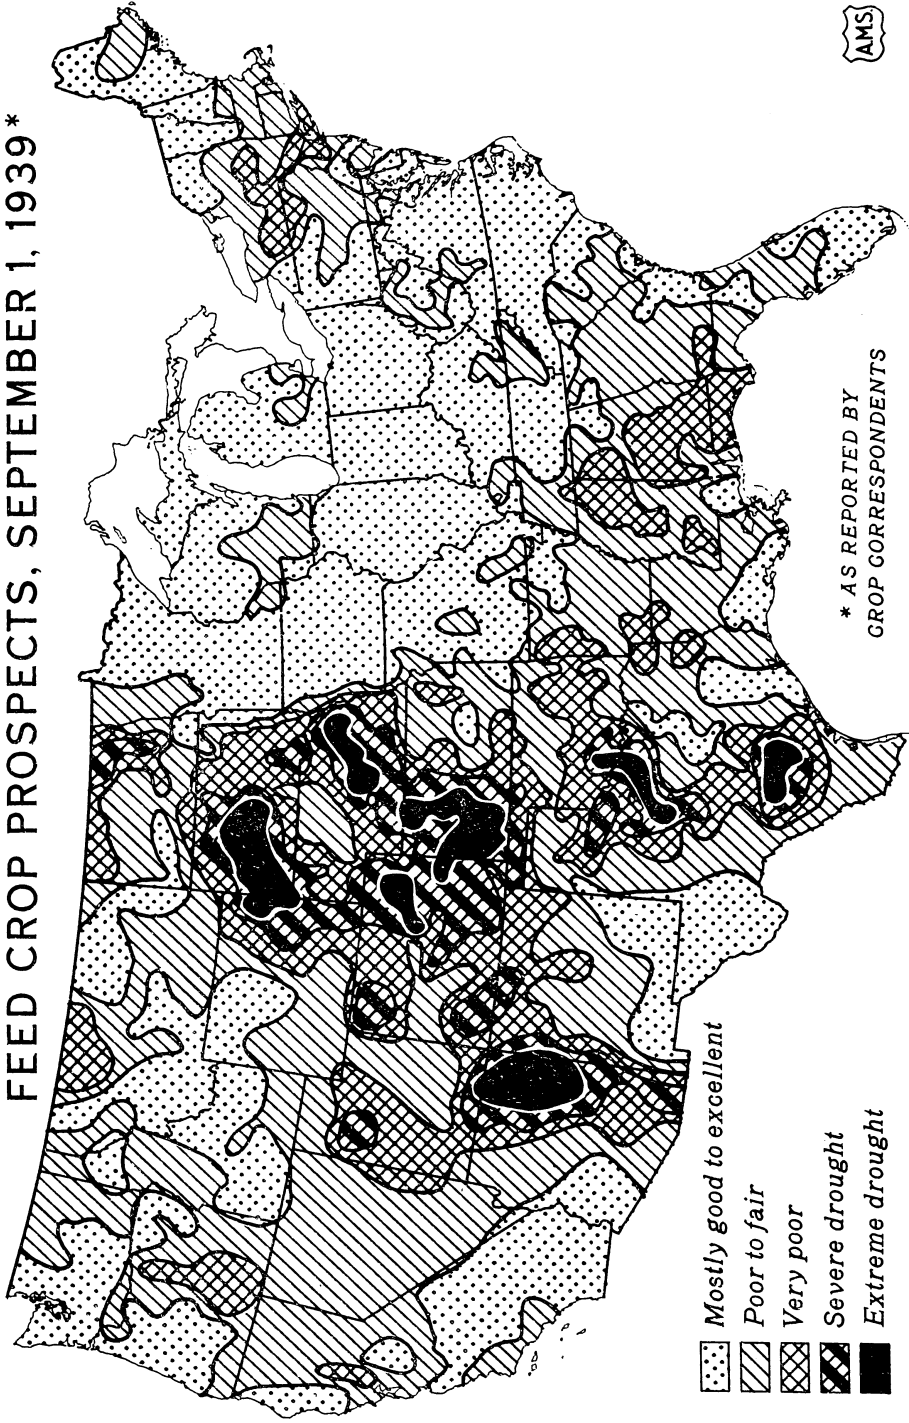 FEED CROP PROSPECTS, SEPTEMBER 1, 1939*
A.M.S.
Mostly good to excellent
Poor to fair
Very poor
Severe drought
Extreme drought
* AS REPORTED BY
CROP CORRESPONDENTS